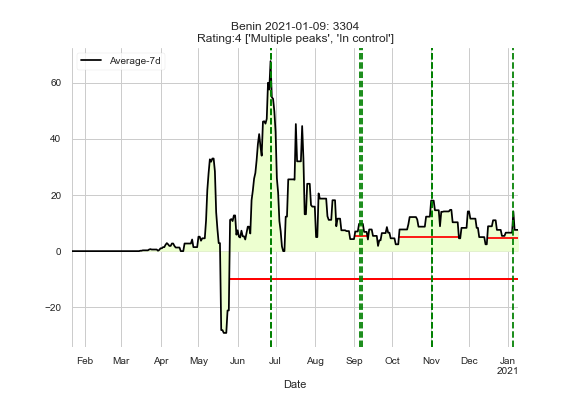 Benin 2021-01-09: 3304
Rating:4 ['Multiple peaks', 'In control']
Average-7d
60
40
20
0
−20
Feb Mar Apr May Jun Jul Aug Sep Oct Nov Dec Jan
2021
Date